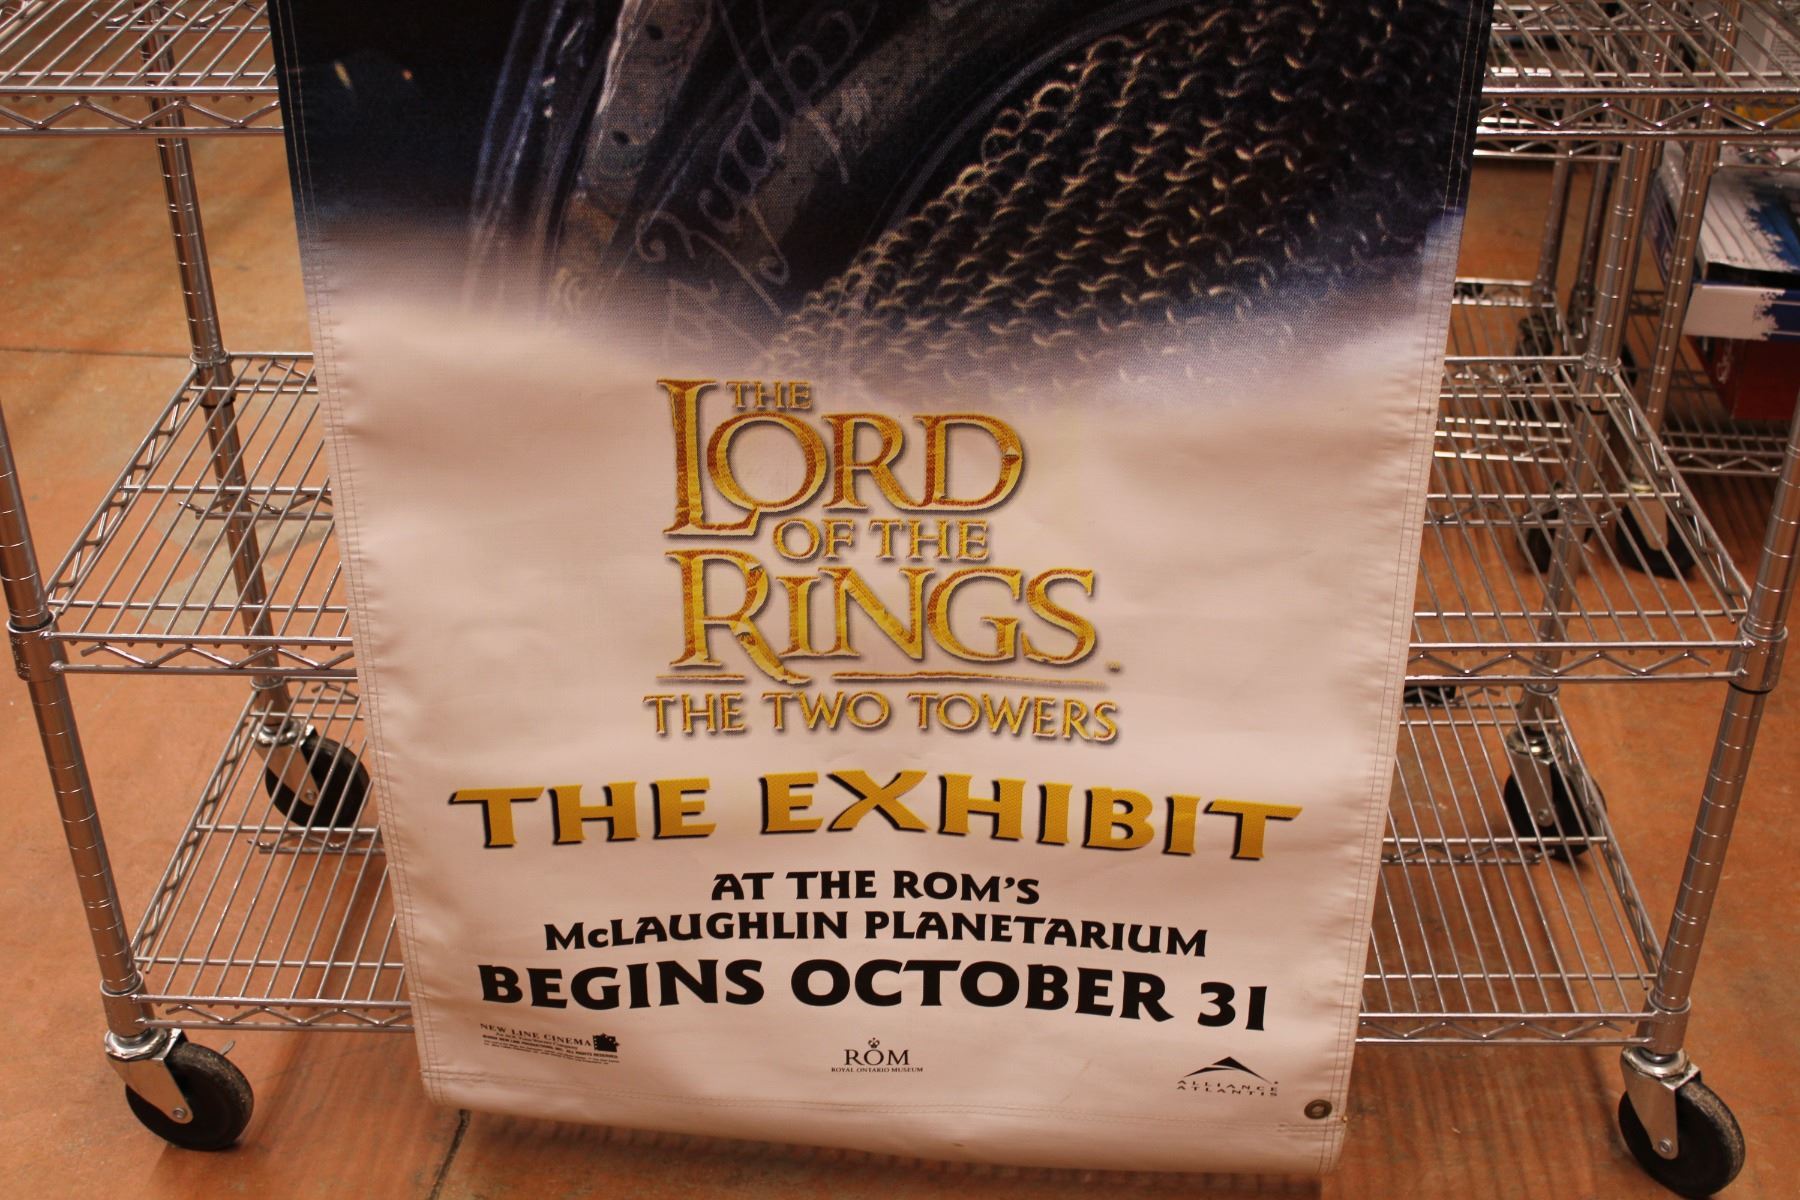 THE
LORD
OF THE
RINGS™
THE TWO TOWERS
THE EXHIBIT
AT THE ROM'S
McLAUGHLIN PLANETARIUM
BEGINS OCTOBER 31
NEW LINE CINEMA
ROM
ROYAL ONTARIO MUSEUM
ALLIANCE
ATLANTIS